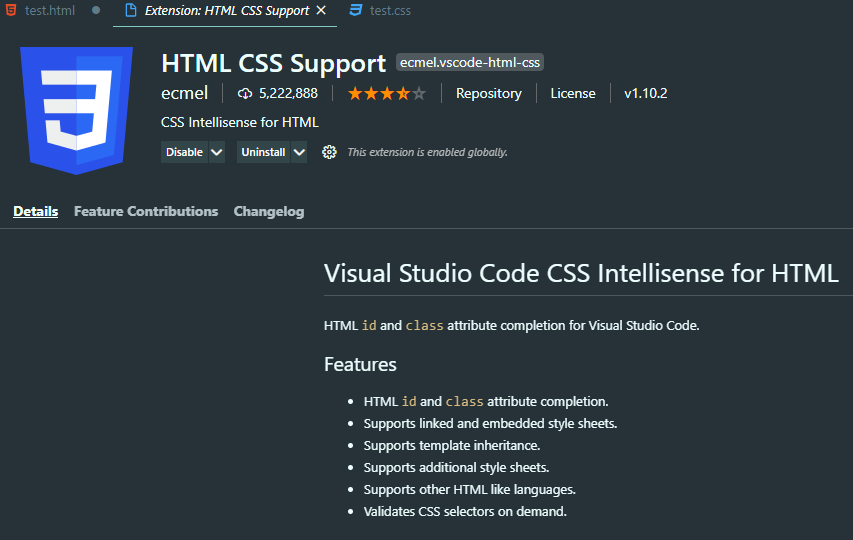 test.html
Extension: HTML CSS Support
test.css
HTML CSS Support ecmel.vscode-html-css
ecmel 5,222,888 Repository License v1.10.2
CSS Intellisense for HTML
Disable Uninstall This extension is enabled globally.
Details Feature Contributions Changelog
Visual Studio Code CSS Intellisense for HTML
HTML id and class attribute completion for Visual Studio Code.
Features
• HTML id and class attribute completion.
• Supports linked and embedded style sheets.
• Supports template inheritance.
• Supports additional style sheets.
• Supports other HTML like languages.
• Validates CSS selectors on demand.